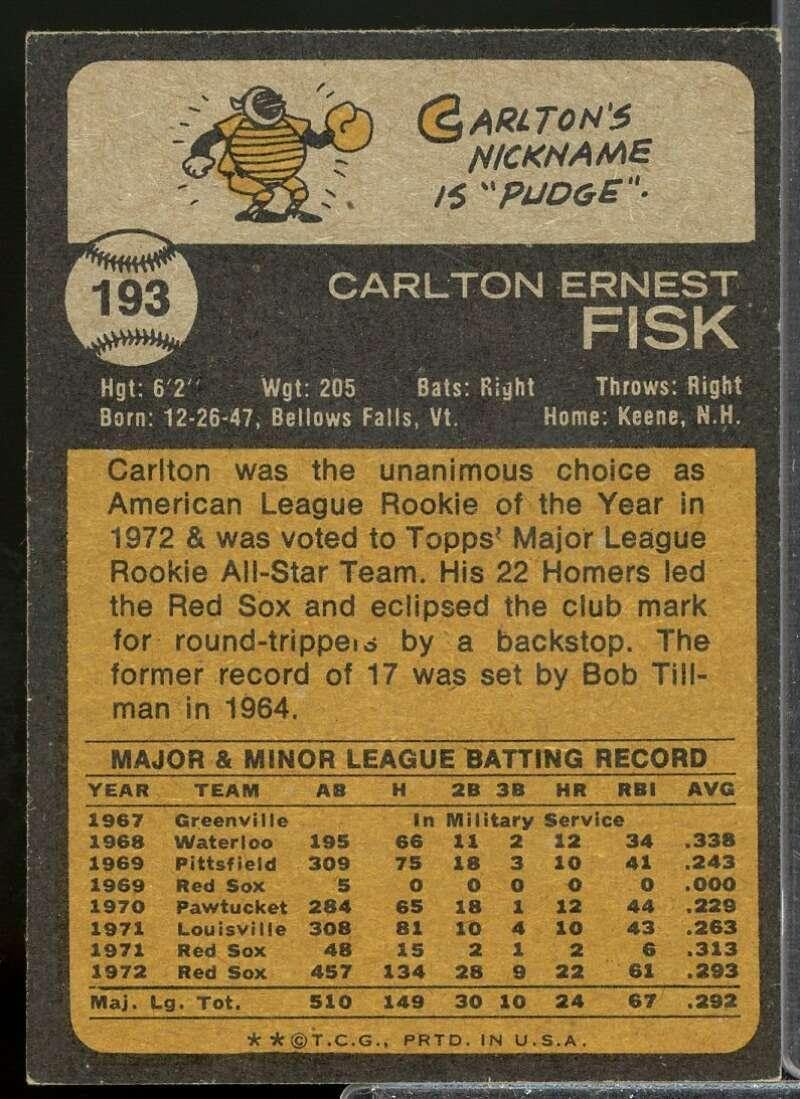 CARLTON'S
NICKNAME
IS "PUDGE".
193
CARLTON ERNEST
FISK
Hgt: 6'2" Wgt: 205 Bats: Right Throws: Right
Born: 12-26-47, Bellows Falls, Vt. Home: Keene, N.H.
Carlton was the unanimous choice as
American League Rookie of the Year in
1972 & was voted to Topps' Major League
Rookie All-Star Team. His 22 Homers led
the Red Sox and eclipsed the club mark
for round-trippers by a backstop. The
former record of 17 was set by Bob Till-
man in 1964.
MAJOR & MINOR LEAGUE BATTING RECORD
YEAR TEAM AB H 2B 3B HR RBI AVG
1967 Greenville In Military Service
1968 Waterloo 195 66 11 2 12 34 .338
1969 Pittsfield 309 75 18 3 10 41 .243
1969 Red Sox 5 0 0 0 0 0 .000
1970 Pawtucket 284 65 18 1 12 44 .229
1971 Louisville 308 81 10 4 10 43 .263
1971 Red Sox 48 15 2 1 2 6 .313
1972 Red Sox 457 134 28 9 22 61 .293
Maj. Lg. Tot. 510 149 30 10 24 67 .292
**©T.C.G., PRTD. IN U.S.A.